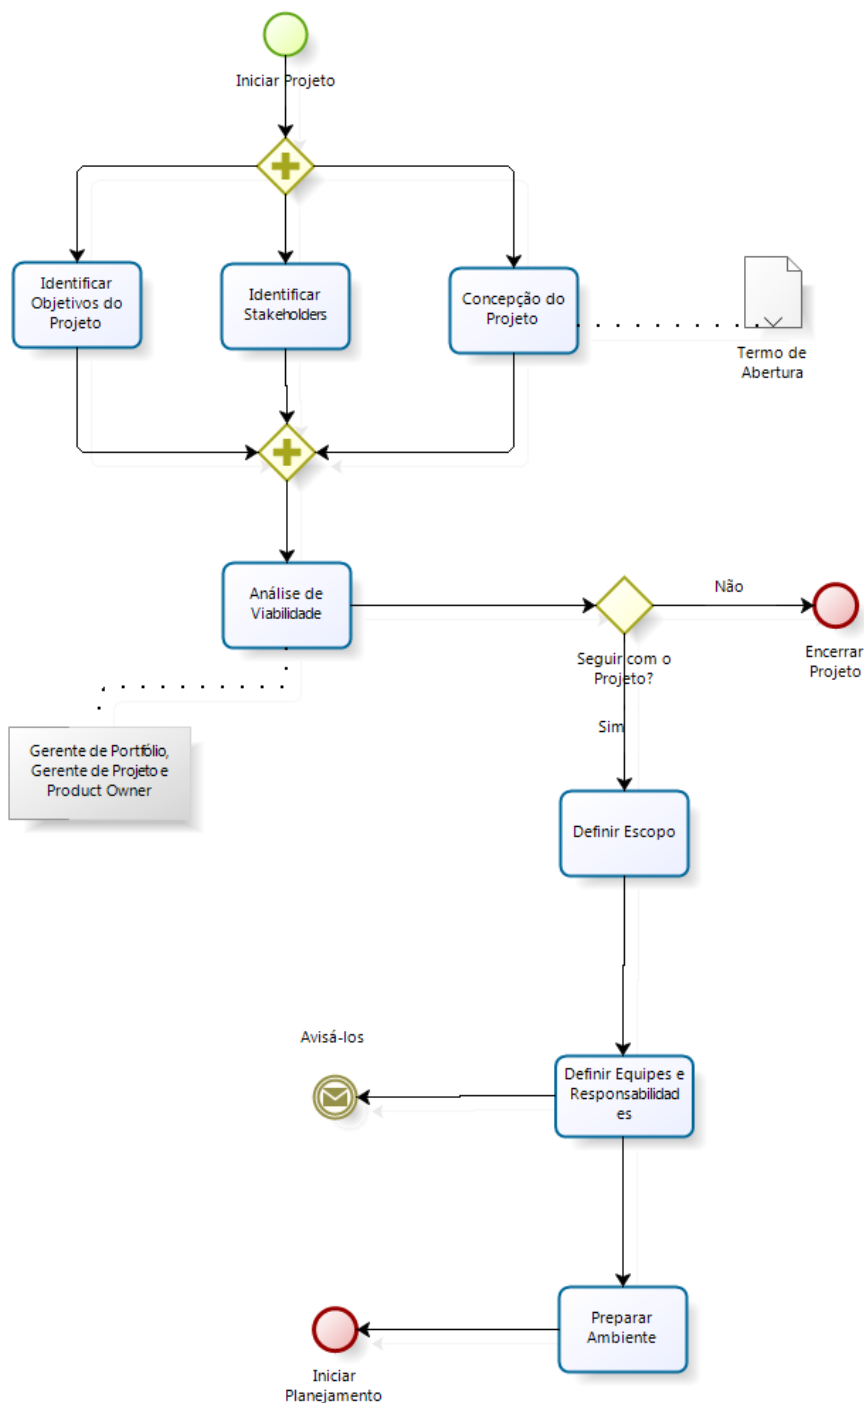 Iniciar Projeto
Identificar
Objetivos do
Projeto
Identificar
Stakeholders
Concepção do
Projeto
Termo de
Abertura
Análise de
Viabilidade
Não
Seguir com o
Projeto?
Encerrar
Projeto
Sim
Gerente de Portfólio,
Gerente de Projeto e
Product Owner
Definir Escopo
Avisá-los
Definir Equipes e
Responsabilidad
es
Preparar
Ambiente
Iniciar
Planejamento